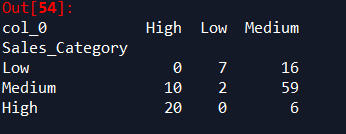 Out[54]:
col_0 High Low Medium
Sales_Category
Low 0 7 16
Medium 10 2 59
High 20 0 6